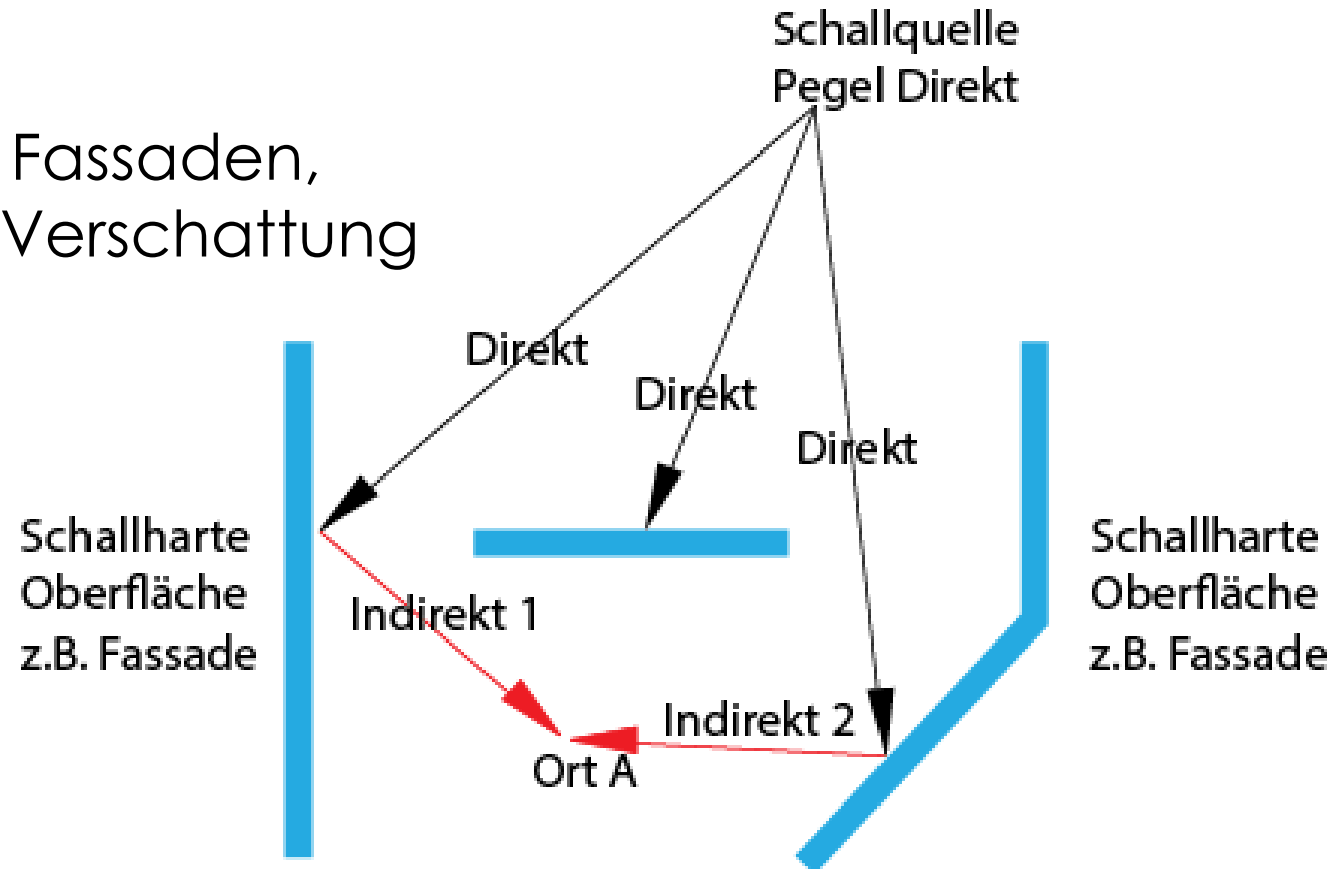 Schallquelle
Pegel Direkt
Fassaden,
Verschattung
Direkt
Direkt
Direkt
Schallharte
Oberfläche
z.B. Fassade
Schallharte
Oberfläche
z.B. Fassade
Indirekt 1
Indirekt 2
Ort A